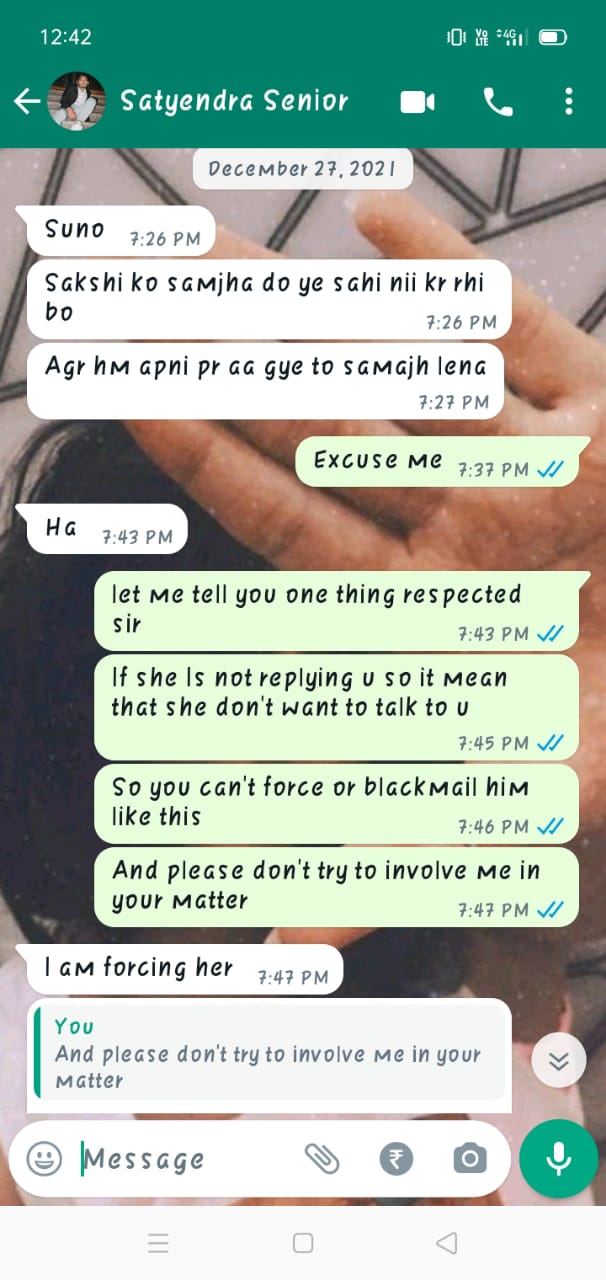 12:42
Vo
LTE
4G
Satyendra Senior
December 27, 2021
Suno 7:26 PM
Sakshi ko samjha do ye sahi nii kr rhi
bo
7:26 PM
Agr hm apni pr aa gye to samajh lena
7:27 PM
Excuse me 7:37 PM
Ha 7:43 PM
let me tell you one thing respected
sir
7:43 PM
If she Is not replying u so it mean
that she don't want to talk to u
7:45 PM
So you can't force or blackmail him
like this
7:46 PM
And please don't try to involve me in
your matter
7:47 PM
I am forcing her 7:47 PM
You
And please don't try to involve me in your
matter
Message
₹